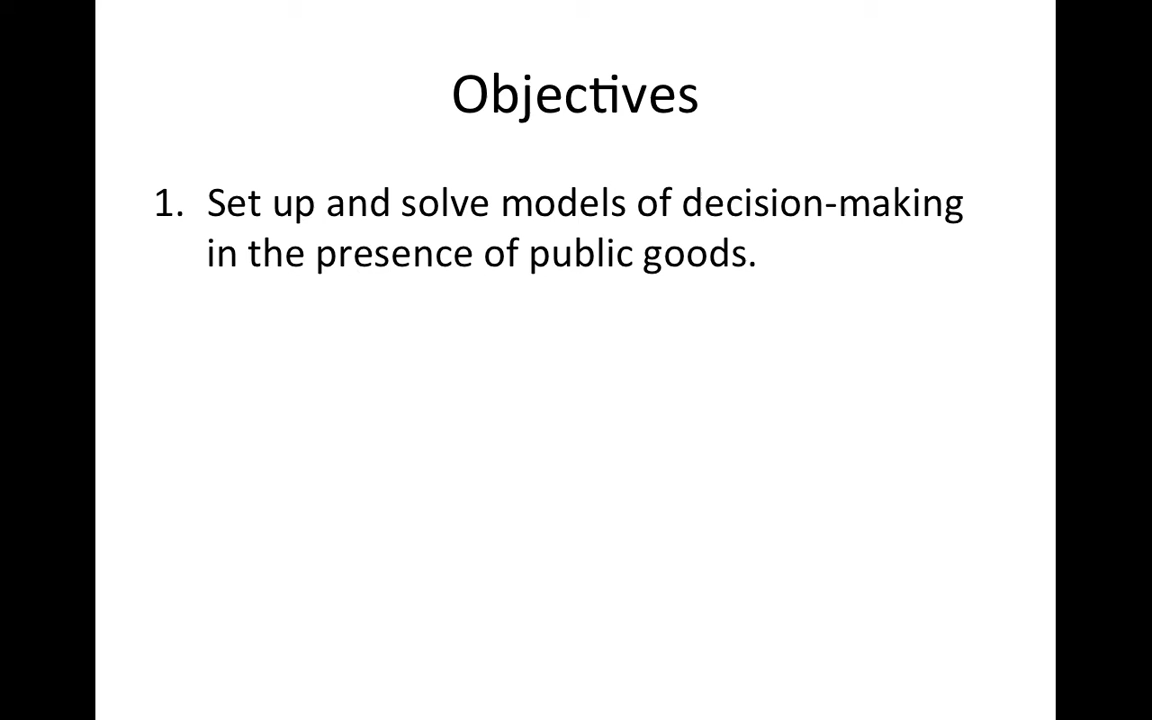 Objectives
1. Set up and solve models of decision-making
in the presence of public goods.